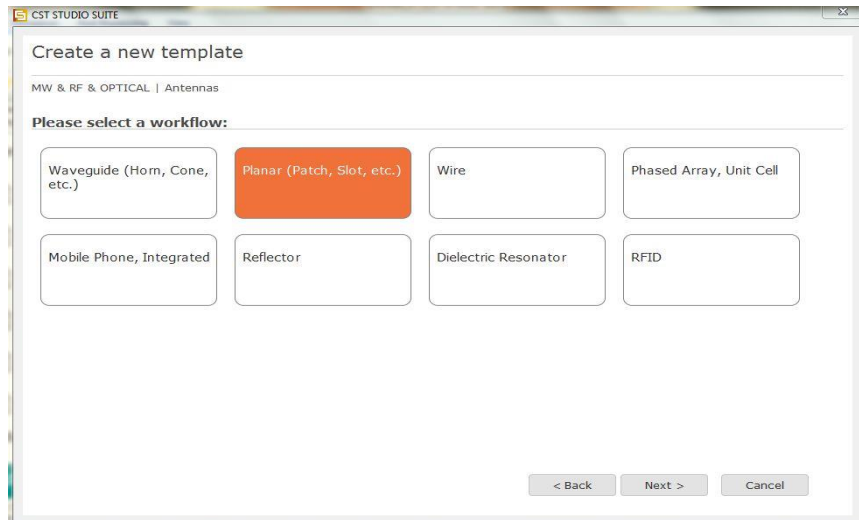 CST STUDIO SUITE
Create a new template
MW & RF & OPTICAL | Antennas
Please select a workflow:
Waveguide (Horn, Cone,
etc.)
Planar (Patch, Slot, etc.)
Wire
Phased Array, Unit Cell
Mobile Phone, Integrated
Reflector
Dielectric Resonator
RFID
< Back
Next >
Cancel